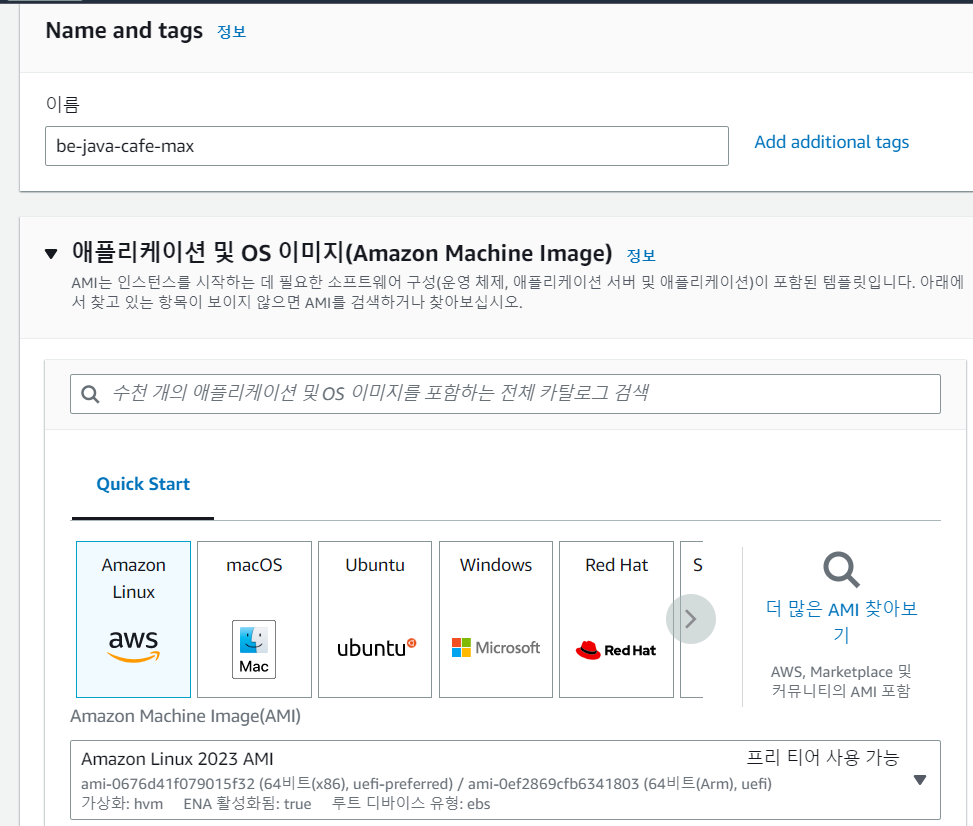 Name and tags 정보
이름
be-java-cafe-max
Add additional tags
애플리케이션 및 OS 이미지(Amazon Machine Image) 정보
AMI는 인스턴스를 시작하는 데 필요한 소프트웨어 구성(운영 체제, 애플리케이션 서버 및 애플리케이션)이 포함된 템플릿입니다. 아래에
서 찾고 있는 항목이 보이지 않으면 AMI를 검색하거나 찾아보십시오.
수천 개의 애플리케이션 및 OS 이미지를 포함하는 전체 카탈로그 검색
Quick Start
Amazon
Linux
aws
macOS
Mac
Ubuntu
ubuntu
Windows
Microsoft
Red Hat
Red Hat
S
더 많은 AMI 찾아보
기
AWS, Marketplace 및
커뮤니티의 AMI 포함
Amazon Machine Image(AMI)
Amazon Linux 2023 AMI
프리 티어 사용 가능
ami-0676d41f079015f32 (64비트(x86), uefi-preferred) / ami-0ef2869cfb6341803 (64비트(Arm), uefi)
가상화: hvm ENA 활성화됨: true 루트 디바이스 유형: ebs